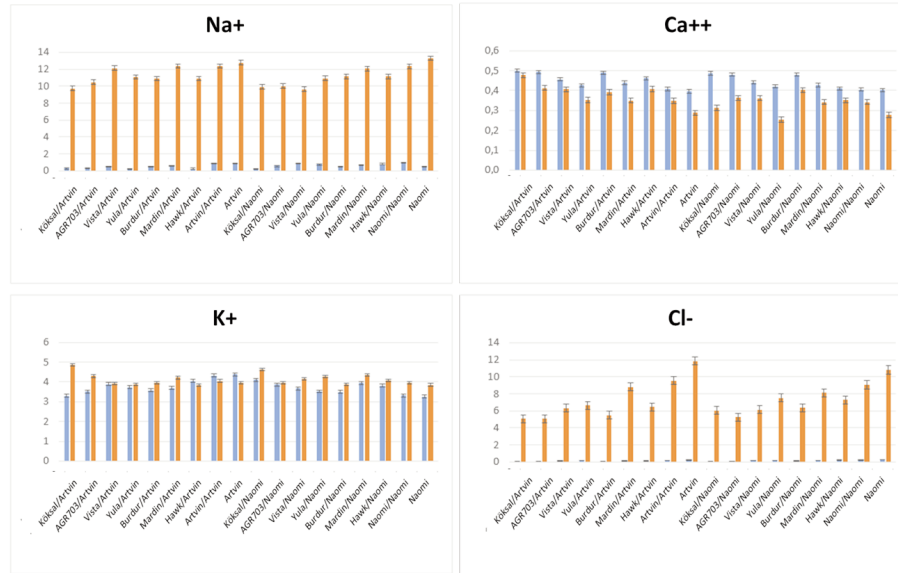 Na+
14
12
10
8
6
4
2
0
Köksal/Artvin
AGR703/Artvin
Vista/Artvin
Yula/Artvin
Burdur/Artvin
Mardin/Artvin
Hawk/Artvin
Artvin/Artvin
Artvin
Köksal/Naomi
AGR703/Naomi
Vista/Naomi
Yula/Naomi
Burdur/Naomi
Mardin/Naomi
Hawk/Naomi
Naomi/Naomi
Naomi
Ca++
0,6
0,5
0,4
0,3
0,2
0,1
0,0
Köksal/Artvin
AGR703/Artvin
Vista/Artvin
Yula/Artvin
Burdur/Artvin
Mardin/Artvin
Hawk/Artvin
Artvin/Artvin
Artvin
Köksal/Naomi
AGR703/Naomi
Vista/Naomi
Yula/Naomi
Burdur/Naomi
Mardin/Naomi
Hawk/Naomi
Naomi/Naomi
Naomi
K+
6
5
4
3
2
1
0
Köksal/Artvin
AGR703/Artvin
Vista/Artvin
Yula/Artvin
Burdur/Artvin
Mardin/Artvin
Hawk/Artvin
Artvin/Artvin
Artvin
Köksal/Naomi
AGR703/Naomi
Vista/Naomi
Yula/Naomi
Burdur/Naomi
Mardin/Naomi
Hawk/Naomi
Naomi/Naomi
Naomi
Cl-
14
12
10
8
6
4
2
0
Köksal/Artvin
AGR703/Artvin
Vista/Artvin
Yula/Artvin
Burdur/Artvin
Mardin/Artvin
Hawk/Artvin
Artvin/Artvin
Artvin
Köksal/Naomi
AGR703/Naomi
Vista/Naomi
Yula/Naomi
Burdur/Naomi
Mardin/Naomi
Hawk/Naomi
Naomi/Naomi
Naomi